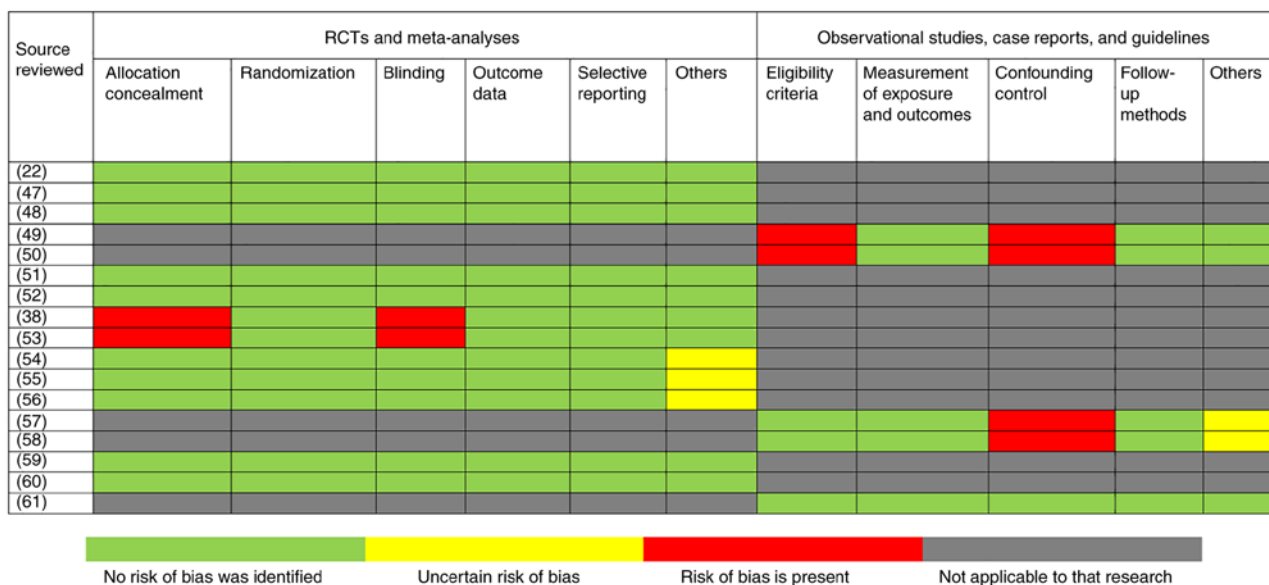 Source reviewed
RCTs and meta-analyses
Observational studies, case reports, and guidelines
Allocation concealment
Randomization
Blinding
Outcome data
Selective reporting
Others
Eligibility criteria
Measurement of exposure and outcomes
Confounding control
Follow-up methods
Others
(22)
(47)
(48)
(49)
(50)
(51)
(52)
(38)
(53)
(54)
(55)
(56)
(57)
(58)
(59)
(60)
(61)
No risk of bias was identified
Uncertain risk of bias
Risk of bias is present
Not applicable to that research